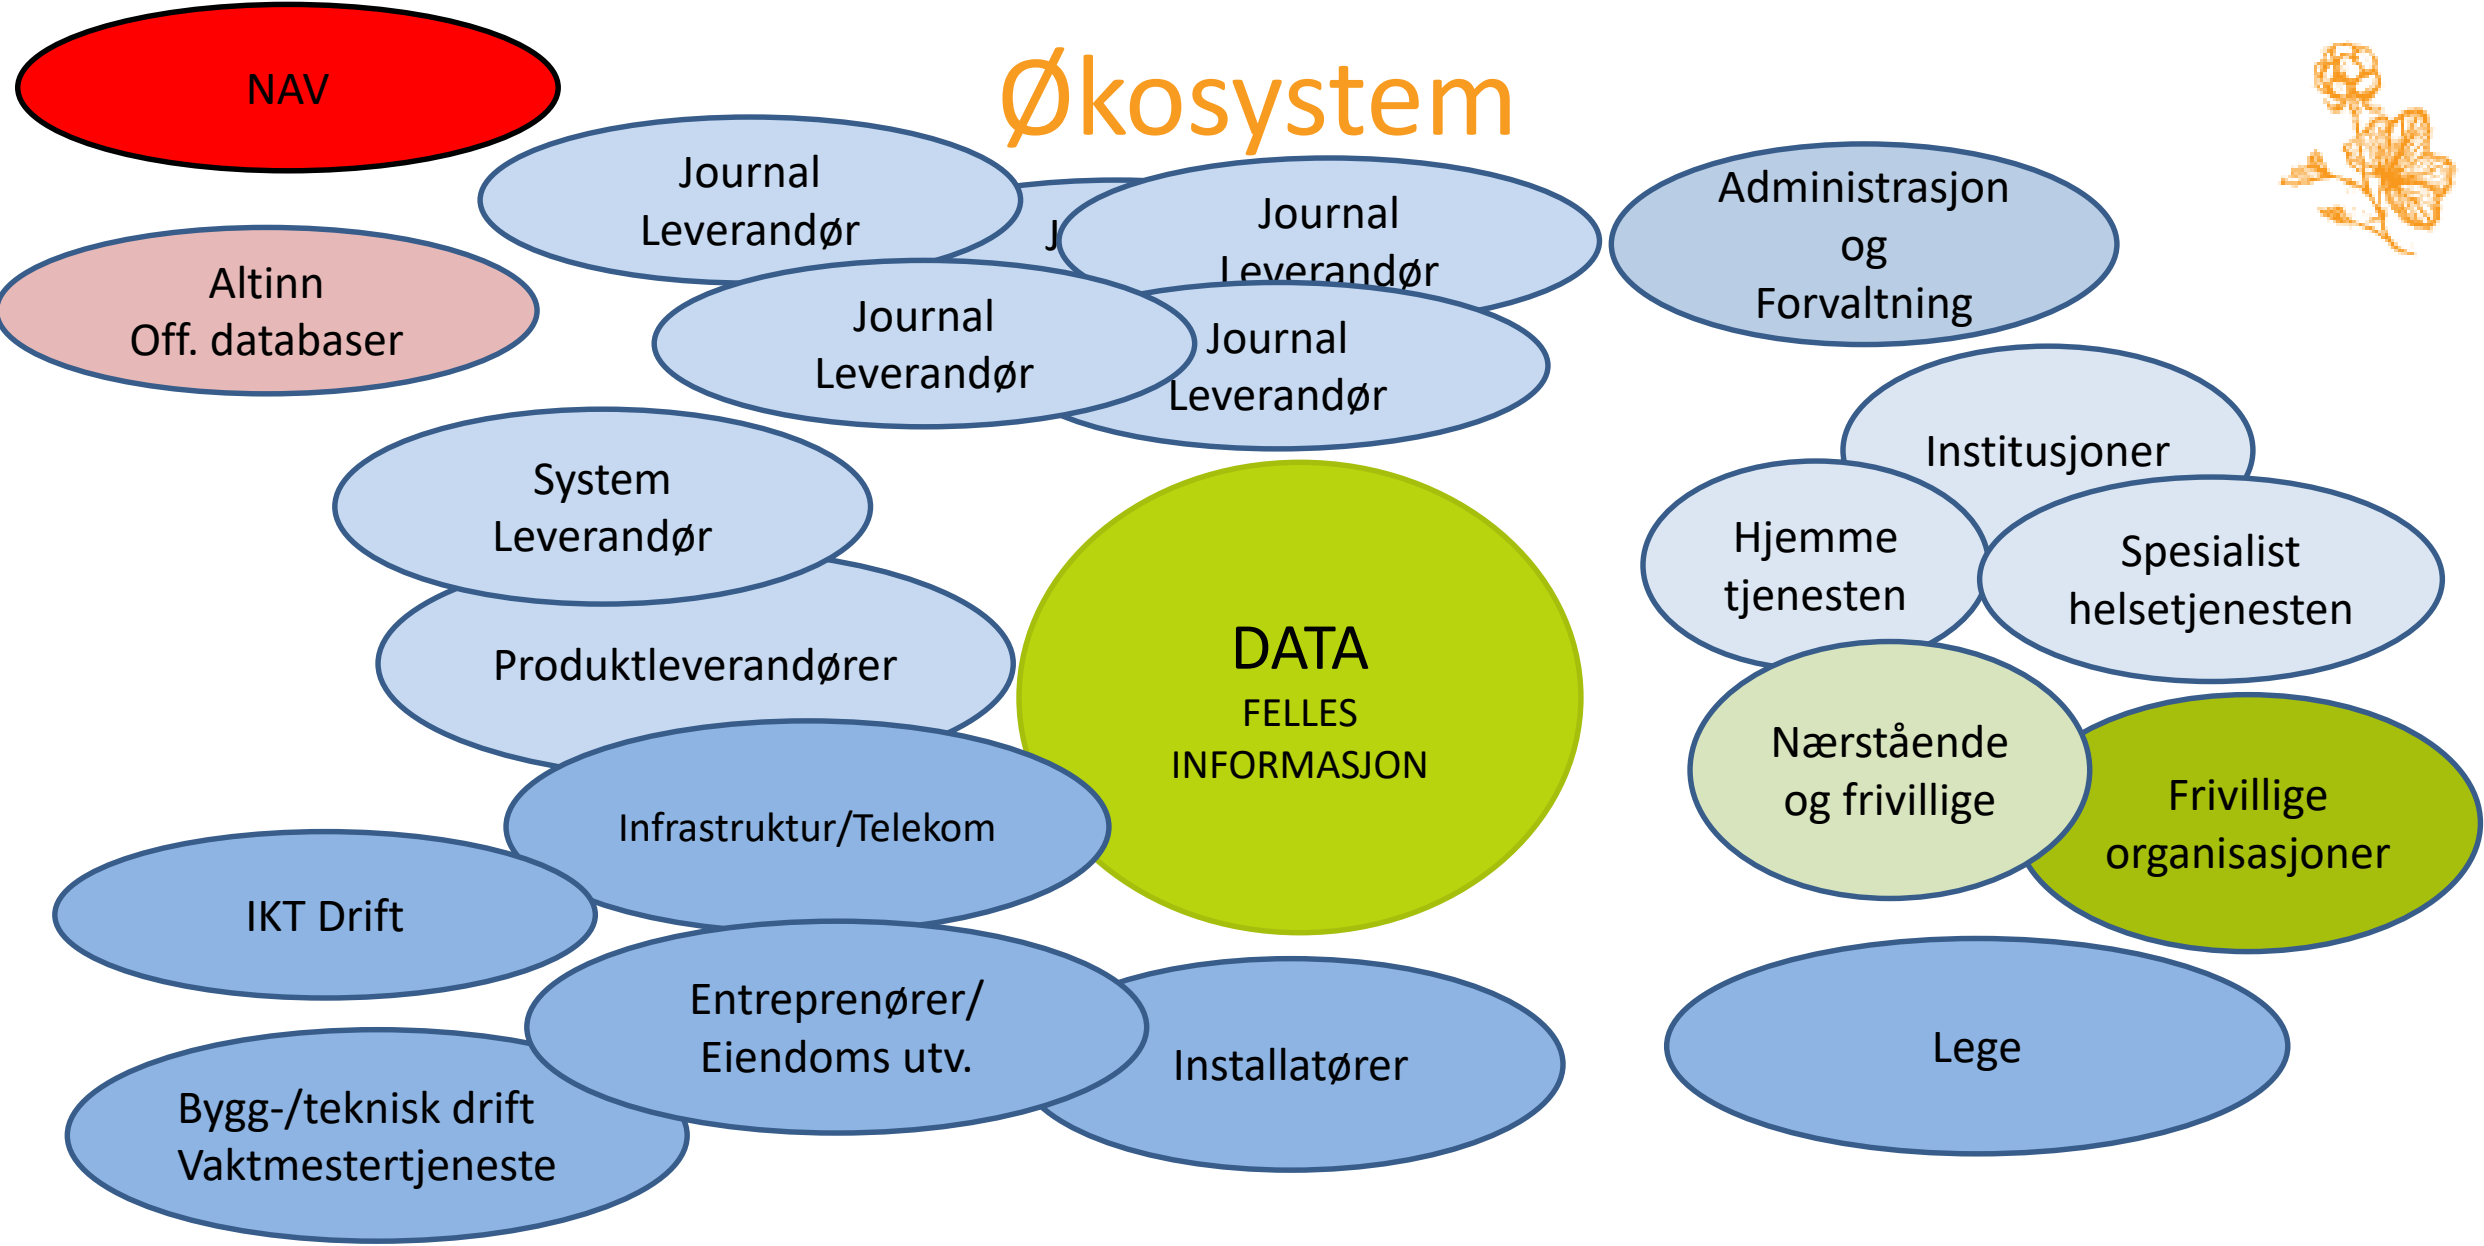 Økosystem
NAV
Journal
Leverandør
Journal
Leverandør
Administrasjon
og
Forvaltning
Altinn
Off. databaser
Journal
Leverandør
Journal
Leverandør
Institusjoner
System
Leverandør
Hjemme
tjenesten
Spesialist
helsetjenesten
Produktleverandører
DATA
FELLES
INFORMASJON
Nærstående
og frivillige
Frivillige
organisasjoner
Infrastruktur/Telekom
IKT Drift
Entreprenører/
Eiendoms utv.
Installatører
Lege
Bygg-/teknisk drift
Vaktmestertjeneste